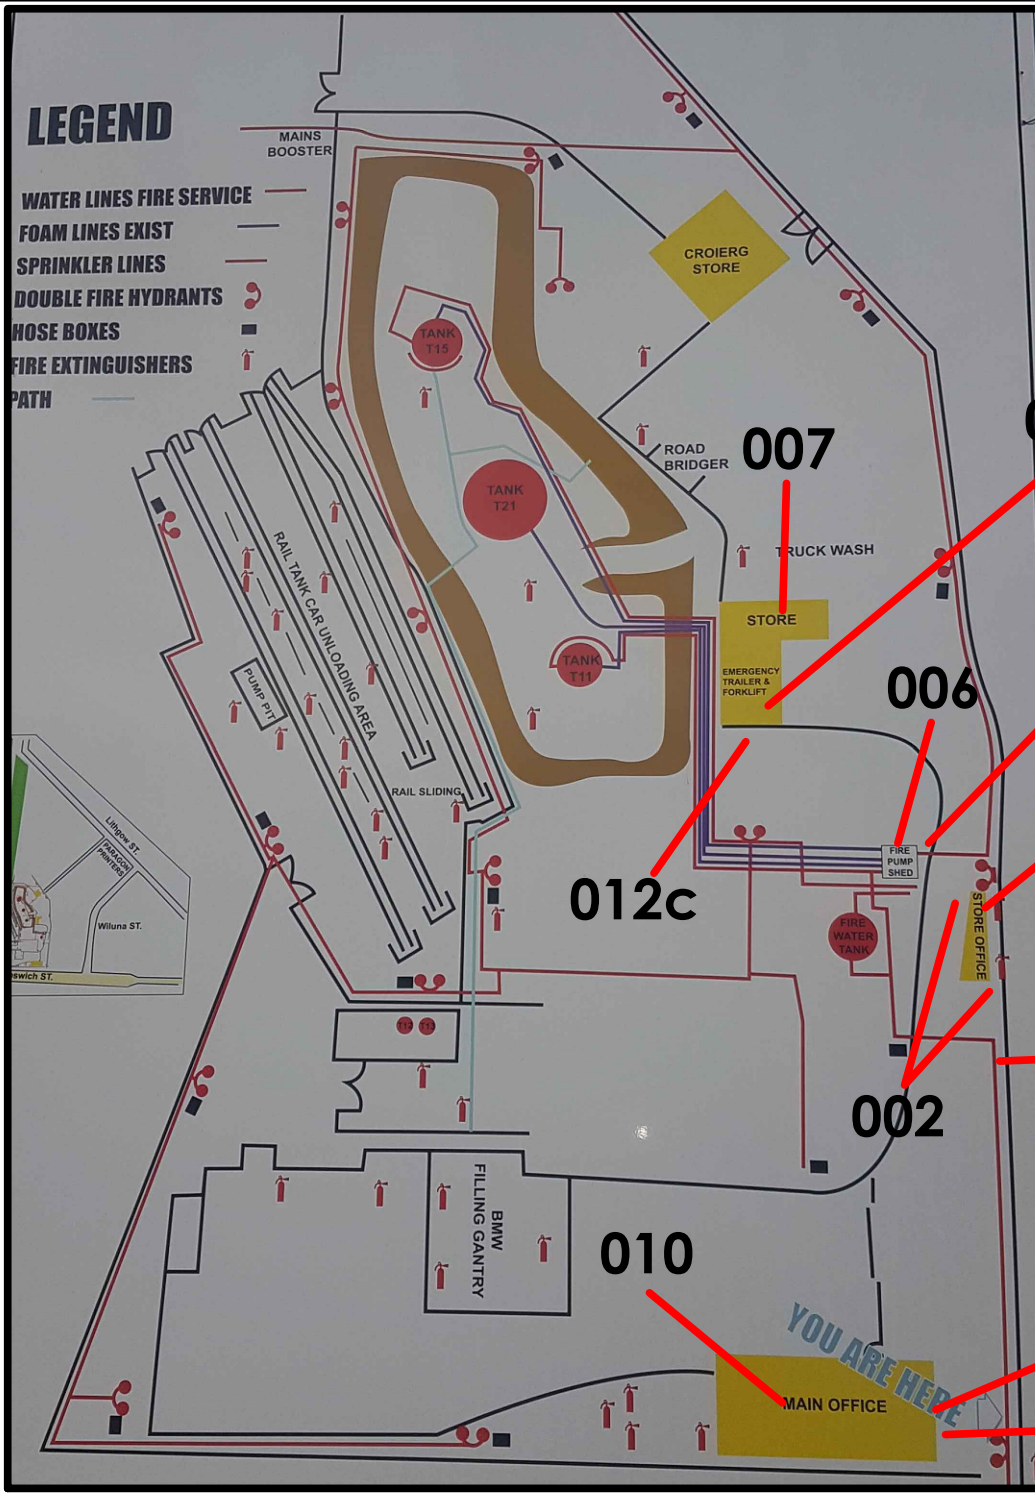 LEGEND
WATER LINES FIRE SERVICE
FOAM LINES EXIST
SPRINKLER LINES
DOUBLE FIRE HYDRANTS
HOSE BOXES
FIRE EXTINGUISHERS
PATH
MAINS
BOOSTER
CROIERG
STORE
TANK
T15
ROAD
BRIDGER
007
TANK
T21
TRUCK WASH
RAIL TANK CAR UNLOADING AREA
STORE
TANK
T11
EMERGENCY
TRAILER &
FORKLIFT
PUMP PIT
006
RAIL SLIDING
Lithgow ST.
PARAGON
PRINTERS
Wiluna ST.
swich ST.
FIRE
PUMP
SHED
012c
STORE OFFICE
FIRE
WATER
TANK
T12 T13
002
BMW
FILLING GANTRY
010
YOU ARE HERE
MAIN OFFICE